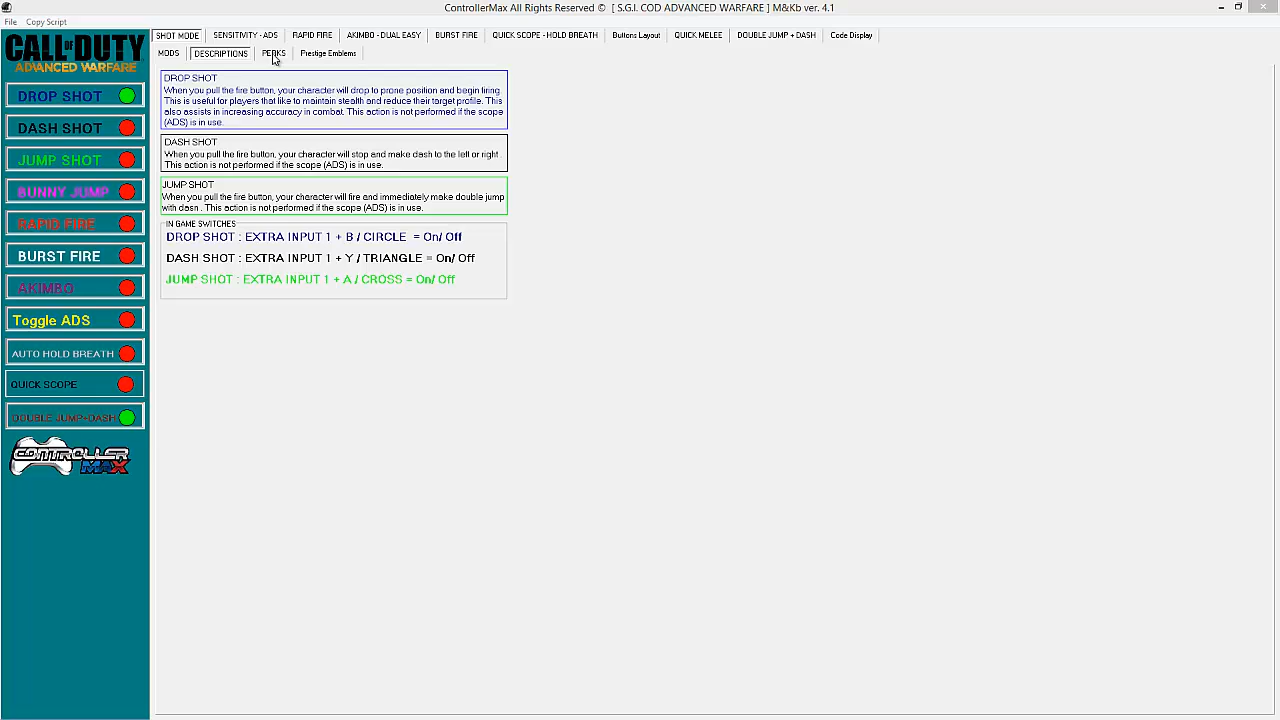 ControllerMax All Rights Reserved © [ S.G.I. COD ADVANCED WARFARE ] M&Kb ver. 4.1
File Copy Script
CALL OF DUTY
ADVANCED WARFARE
SHOT MODE SENSITIVITY - ADS RAPID FIRE AKIMBO - DUAL EASY BURST FIRE QUICK SCOPE - HOLD BREATH Buttons Layout QUICK MELEE DOUBLE JUMP + DASH Code Display
MODS DESCRIPTIONS PERKS Prestige Emblems
DROP SHOT
DASH SHOT
JUMP SHOT
BUNNY JUMP
RAPID FIRE
BURST FIRE
AKIMBO
Toggle ADS
AUTO HOLD BREATH
QUICK SCOPE
DOUBLE JUMP+DASH
CONTROLLER
MAX
DROP SHOT
When you pull the fire button, your character will drop to prone position and begin firing.
This is useful for players that like to maintain stealth and reduce their target profile. This
also assists in increasing accuracy in combat. This action is not performed if the scope
(ADS) is in use.
DASH SHOT
When you pull the fire button, your character will stop and make dash to the left or right .
This action is not performed if the scope (ADS) is in use.
JUMP SHOT
When you pull the fire button, your character will fire and immediately make double jump
with dash . This action is not performed if the scope (ADS) is in use.
IN GAME SWITCHES
DROP SHOT : EXTRA INPUT 1 + B / CIRCLE = On/ Off
DASH SHOT : EXTRA INPUT 1 + Y / TRIANGLE = On/ Off
JUMP SHOT : EXTRA INPUT 1 + A / CROSS = On/ Off